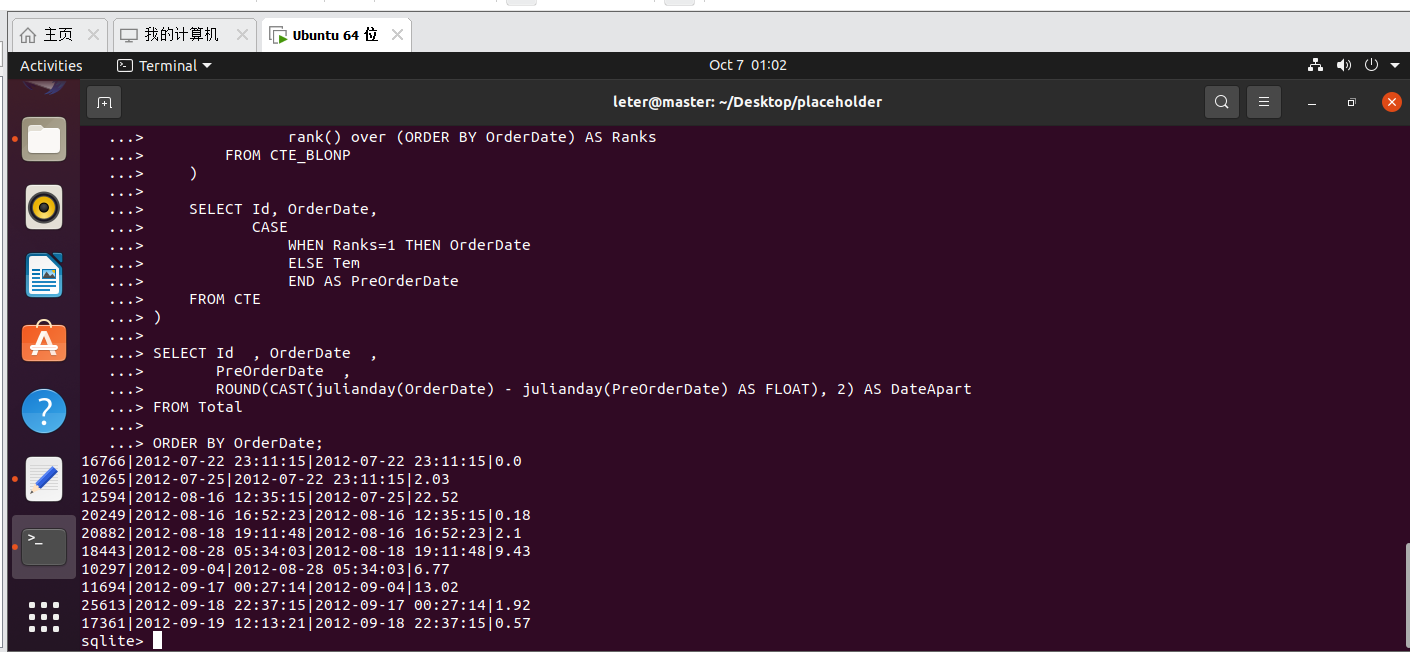 主页
我的计算机
Ubuntu 64 位
Activities
Terminal
Oct 7 01:02
leter@master: ~/Desktop/placeholder
...>                rank() over (ORDER BY OrderDate) AS Ranks
...>         FROM CTE_BLONP
...>     )
...>
...>     SELECT Id, OrderDate,
...>            CASE
...>                WHEN Ranks=1 THEN OrderDate
...>                ELSE Tem
...>                END AS PreOrderDate
...>     FROM CTE
...> )
...>
...> SELECT Id  , OrderDate  ,
...>        PreOrderDate  ,
...>        ROUND(CAST(julianday(OrderDate) - julianday(PreOrderDate) AS FLOAT), 2) AS DateApart
...> FROM Total
...>
...> ORDER BY OrderDate;
16766|2012-07-22 23:11:15|2012-07-22 23:11:15|0.0
10265|2012-07-25|2012-07-22 23:11:15|2.03
12594|2012-08-16 12:35:15|2012-07-25|22.52
20249|2012-08-16 16:52:23|2012-08-16 12:35:15|0.18
20882|2012-08-18 19:11:48|2012-08-16 16:52:23|2.1
18443|2012-08-28 05:34:03|2012-08-18 19:11:48|9.43
10297|2012-09-04|2012-08-28 05:34:03|6.77
11694|2012-09-17 00:27:14|2012-09-04|13.02
25613|2012-09-18 22:37:15|2012-09-17 00:27:14|1.92
17361|2012-09-19 12:13:21|2012-09-18 22:37:15|0.57
sqlite>